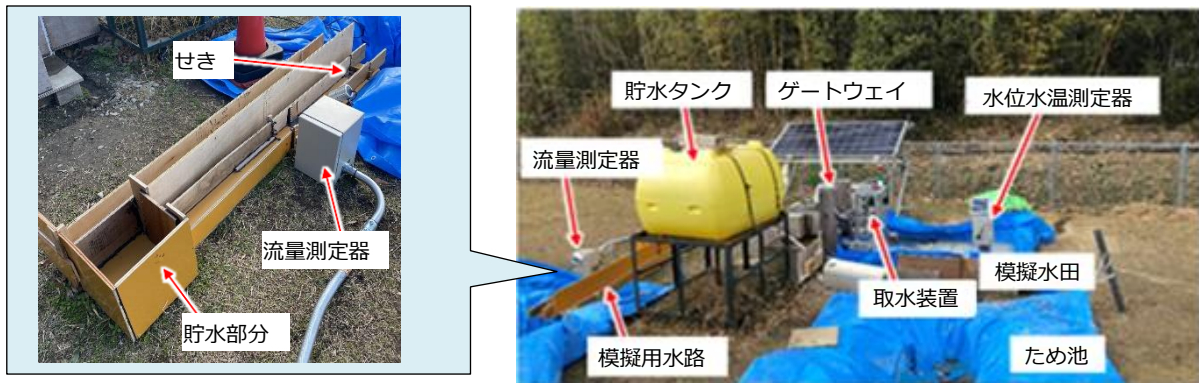 せき
流量測定器
貯水部分
貯水タンク
ゲートウェイ
水位水温測定器
流量測定器
模擬水田
取水装置
模擬用水路
ため池